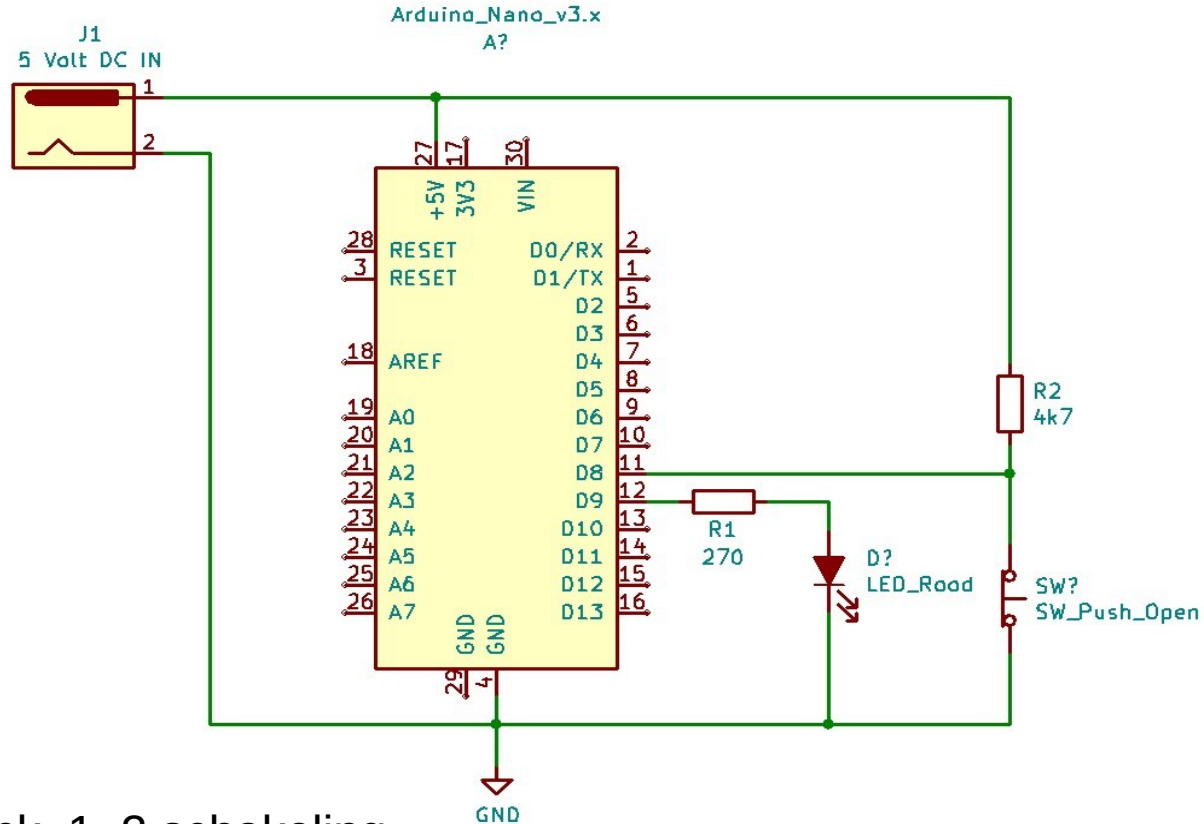 Arduino_Nano_v3.x
A?
J1
5 Volt DC IN
1
2
27
17
30
+5V
3V3
VIN
28 RESET
3 RESET
18 AREF
19 A0
20 A1
21 A2
22 A3
23 A4
24 A5
25 A6
26 A7
D0/RX 2
D1/TX 1
D2 5
D3 6
D4 7
D5 8
D6 9
D7 10
D8 11
D9 12
D10 13
D11 14
D12 15
D13 16
GND
GND
29
4
R1
270
R2
4k7
D?
LED_Rood
SW?
SW_Push_Open
GND
1 schakeling